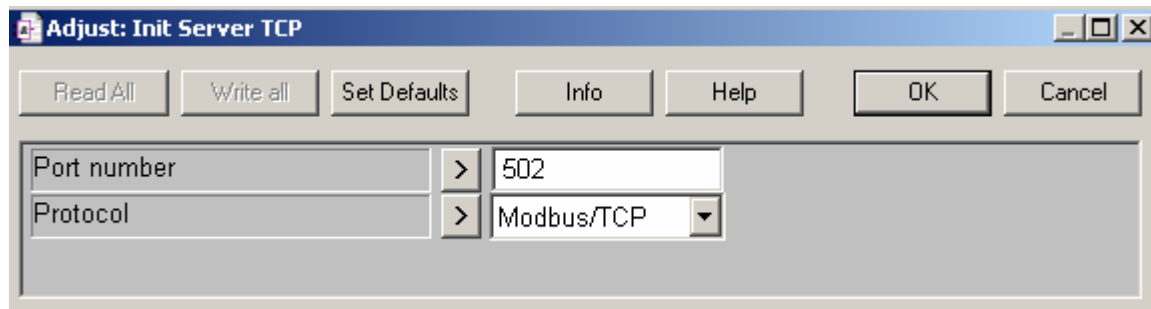 Adjust: Init Server TCP
Read All Write all Set Defaults Info Help OK Cancel
Port number > 502
Protocol > Modbus/TCP